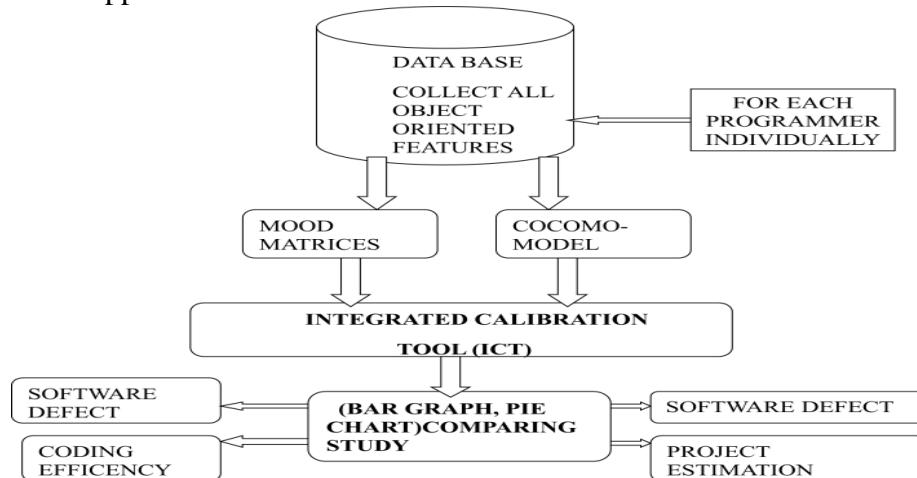 DATA BASE
COLLECT ALL
OBJECT
ORIENTED
FEATURES
FOR EACH
PROGRAMMER
INDIVIDUALLY
MOOD
MATRICES
COCOMO-
MODEL
INTEGRATED CALIBRATION
TOOL (ICT)
SOFTWARE
DEFECT
(BAR GRAPH, PIE
CHART)COMPARING
STUDY
SOFTWARE DEFECT
CODING
EFFICENCY
PROJECT
ESTIMATION